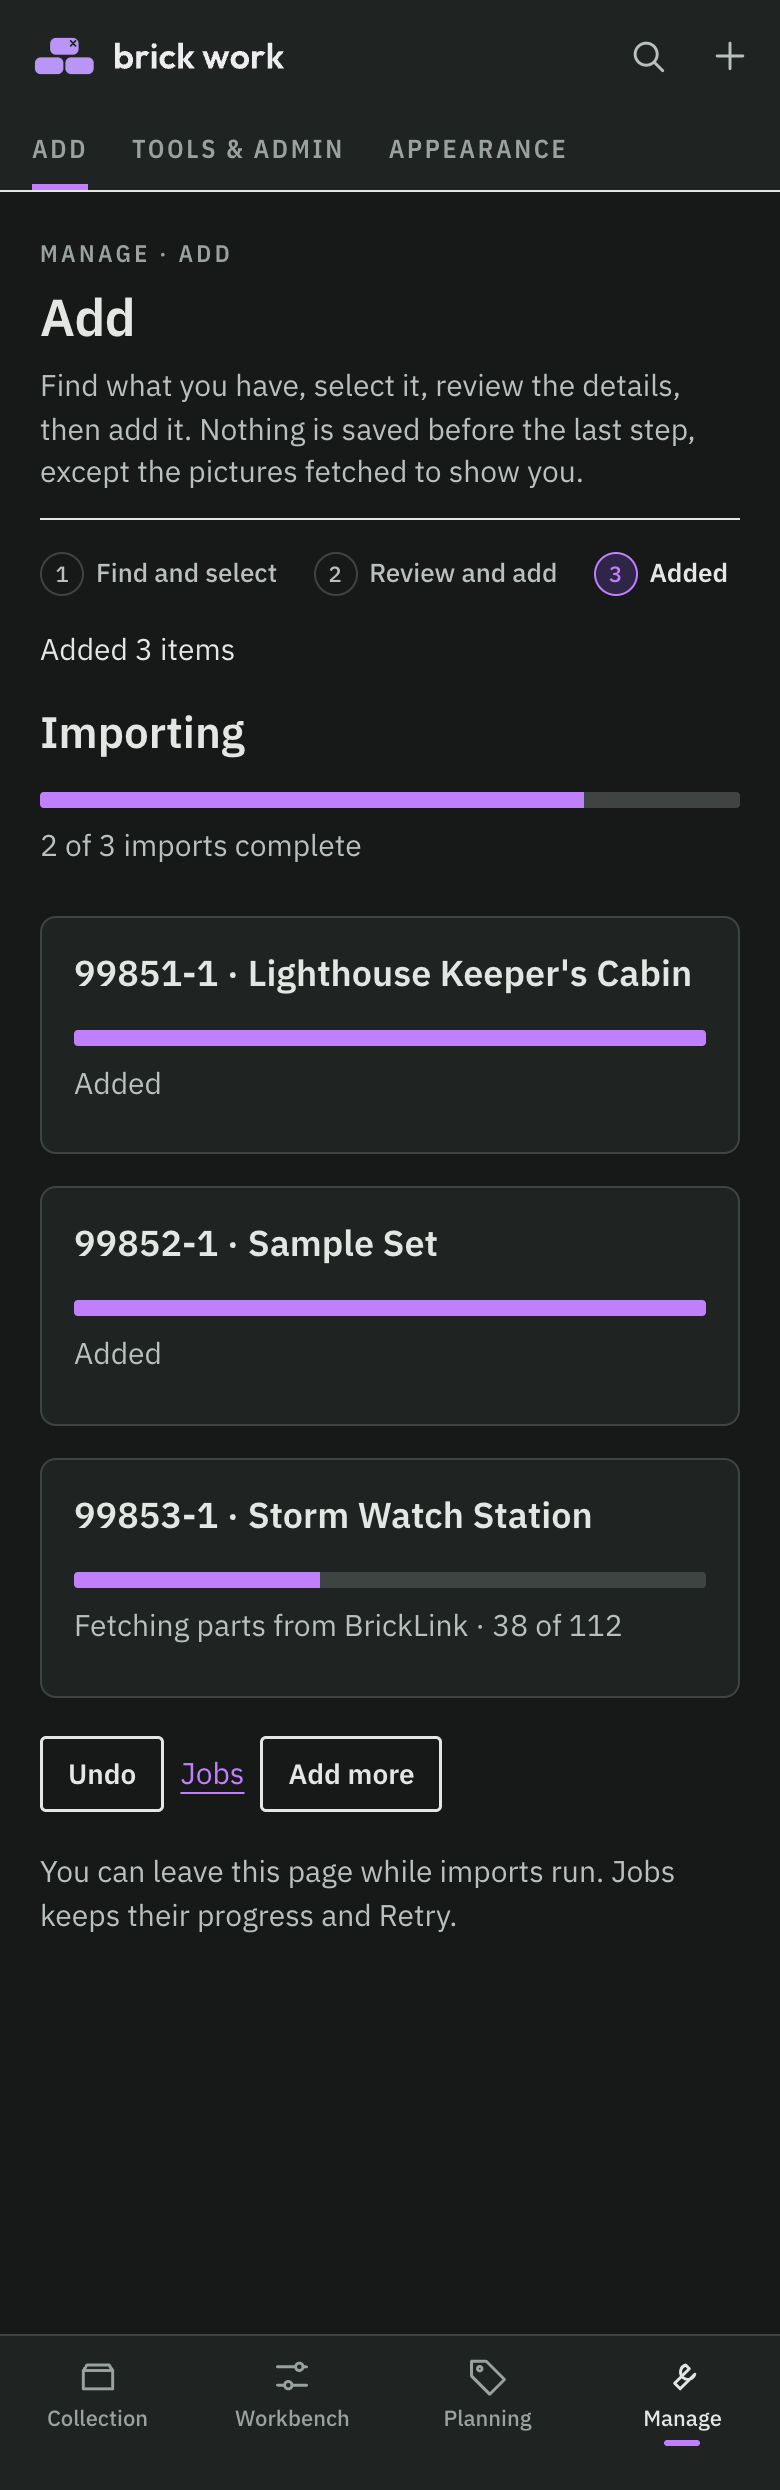 brick work
ADD TOOLS & ADMIN APPEARANCE
MANAGE · ADD
Add
Find what you have, select it, review the details,
then add it. Nothing is saved before the last step,
except the pictures fetched to show you.
1 Find and select 2 Review and add 3 Added
Added 3 items
Importing
2 of 3 imports complete
99851-1 · Lighthouse Keeper's Cabin
Added
99852-1 · Sample Set
Added
99853-1 · Storm Watch Station
Fetching parts from BrickLink · 38 of 112
Undo Jobs Add more
You can leave this page while imports run. Jobs
keeps their progress and Retry.
Collection Workbench Planning Manage